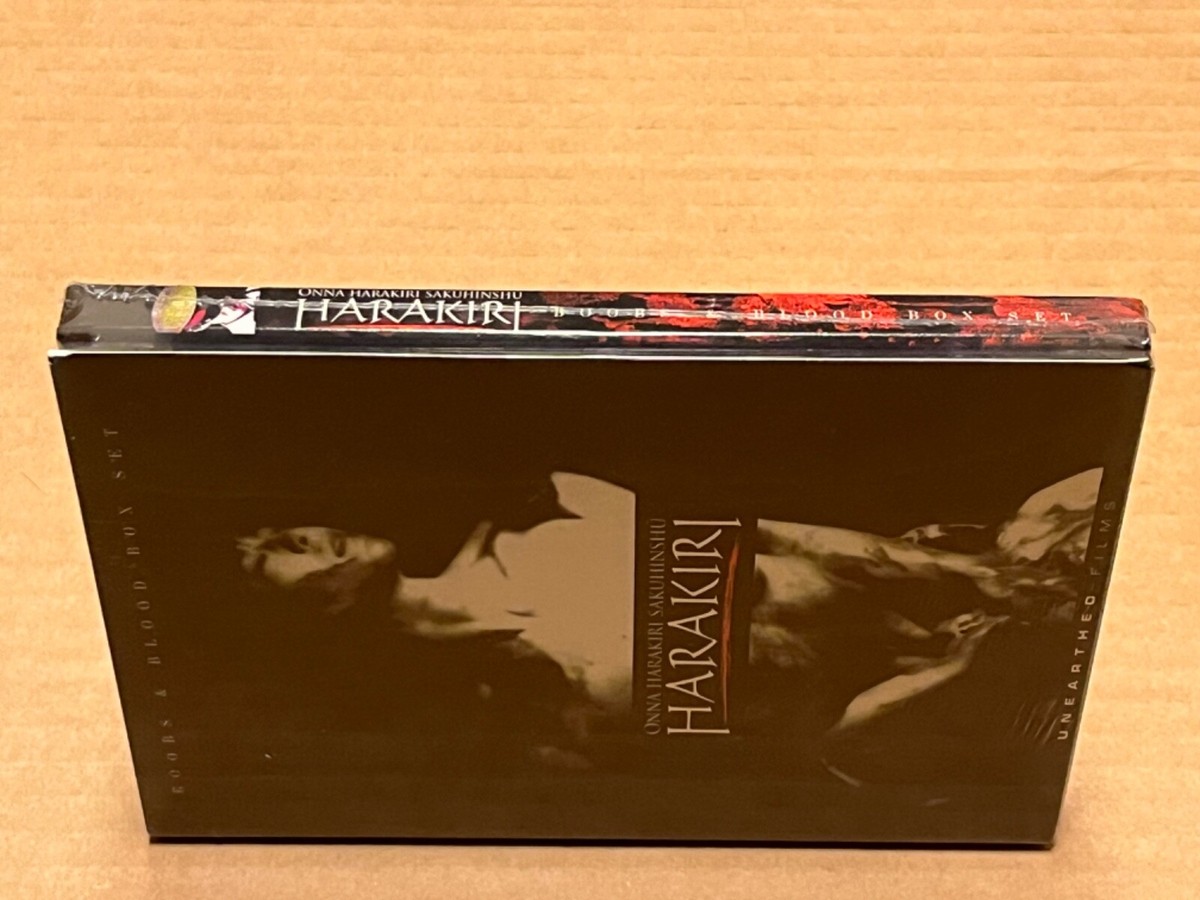 ONNA HARAKIRI SAKUHINSHU
HARAKIRI
BOOBS & BLOOD BOX SET
BOOBS & BLOOD BOX SET
ONNA HARAKIRI SAKUHINSHU
HARAKIRI
UNEARTHED FILMS